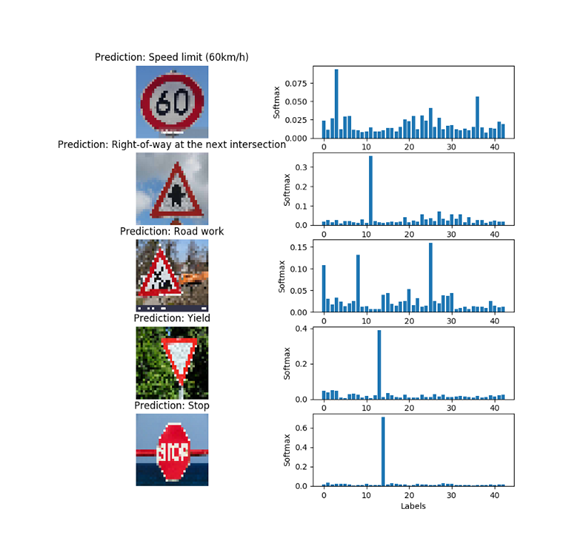 Prediction: Speed limit (60km/h)
60
Softmax
0.075
0.050
0.025
0.000
0 10 20 30 40
Prediction: Right-of-way at the next intersection
Softmax
0.3
0.2
0.1
0.0
0 10 20 30 40
Prediction: Road work
Softmax
0.15
0.10
0.05
0.00
0 10 20 30 40
Prediction: Yield
Softmax
0.4
0.2
0.0
0 10 20 30 40
Prediction: Stop
STOP
Softmax
0.6
0.4
0.2
0.0
0 10 20 30 40
Labels